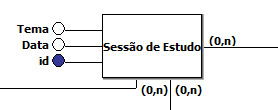 Tema
Data
Sessão de Estudo
(0,n)
id
(0,n)
(0,n)